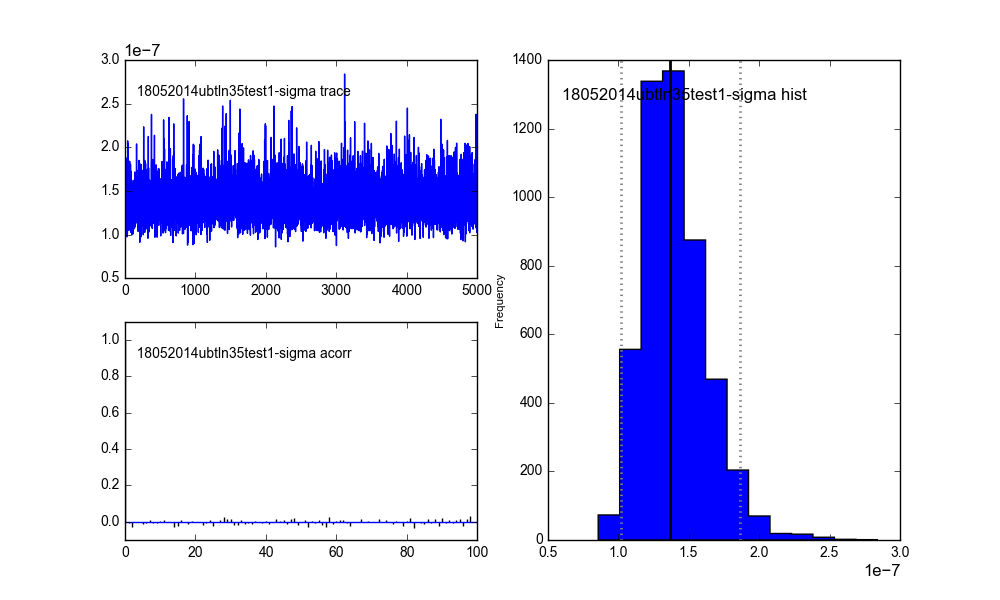 1e−7
3.0
2.5
2.0
1.5
1.0
0.5
18052014ubtln35test1-sigma trace
0 1000 2000 3000 4000 5000
1.0
0.8
0.6
0.4
0.2
0.0
18052014ubtln35test1-sigma acorr
0 20 40 60 80 100
Frequency
1400
1200
1000
800
600
400
200
0
18052014ubtln35test1-sigma hist
0.5 1.0 1.5 2.0 2.5 3.0
1e−7